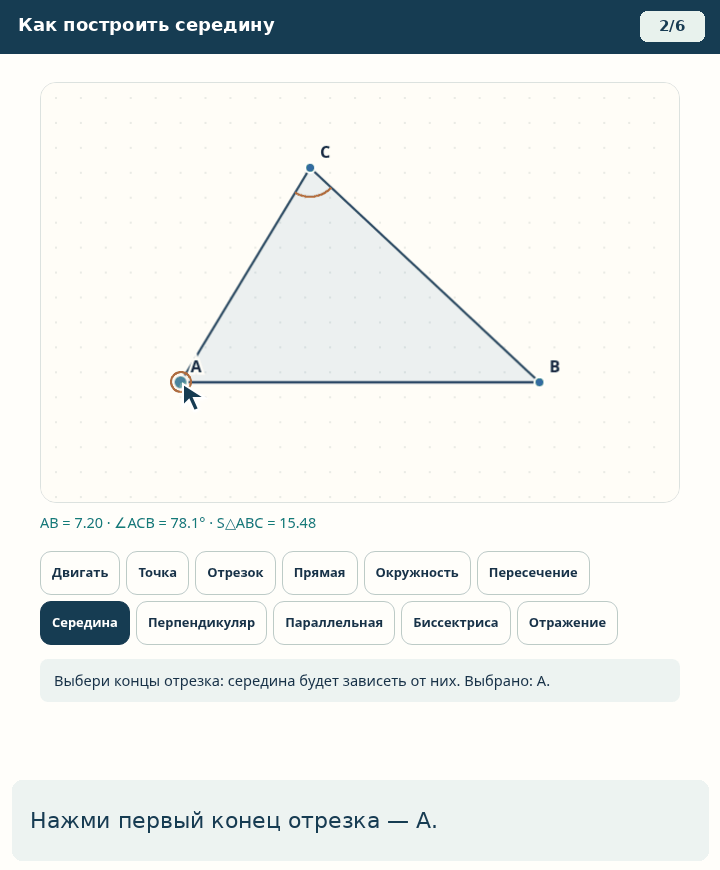 Как построить середину
2/6
C
A
B
AB = 7.20 · ∠ACB = 78.1° · S△ABC = 15.48
Двигать Точка Отрезок Прямая Окружность Пересечение
Середина Перпендикуляр Параллельная Биссектриса Отражение
Выбери концы отрезка: середина будет зависеть от них. Выбрано: A.
Нажми первый конец отрезка — A.